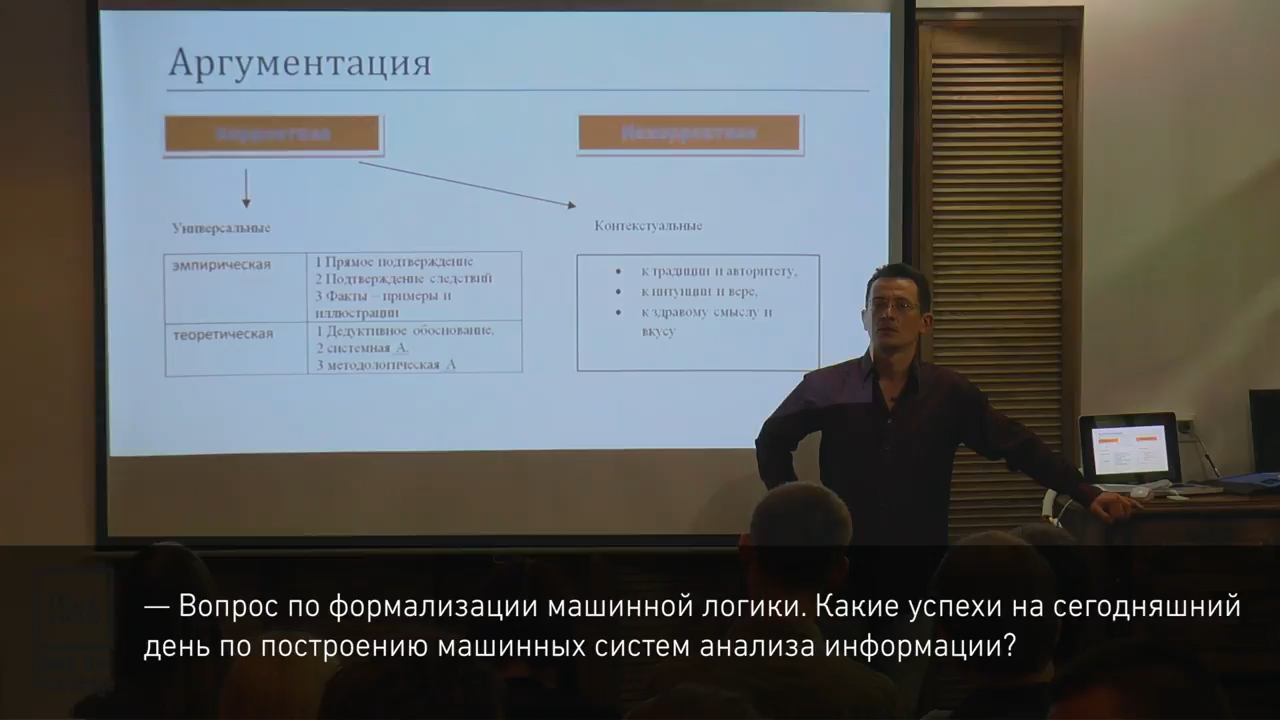 Аргументация
Корректная
Некорректная
Универсальные
Контекстуальные
эмпирическая
1 Прямое подтверждение
2 Подтверждение следствий
3 Факты – примеры и
иллюстрации
теоретическая
1 Дедуктивное обоснование,
2 системная А.
3 методологическая А
• к традиции и авторитету,
• к интуиции и вере,
• к здравому смыслу и
вкусу
— Вопрос по формализации машинной логики. Какие успехи на сегодняшний
день по построению машинных систем анализа информации?